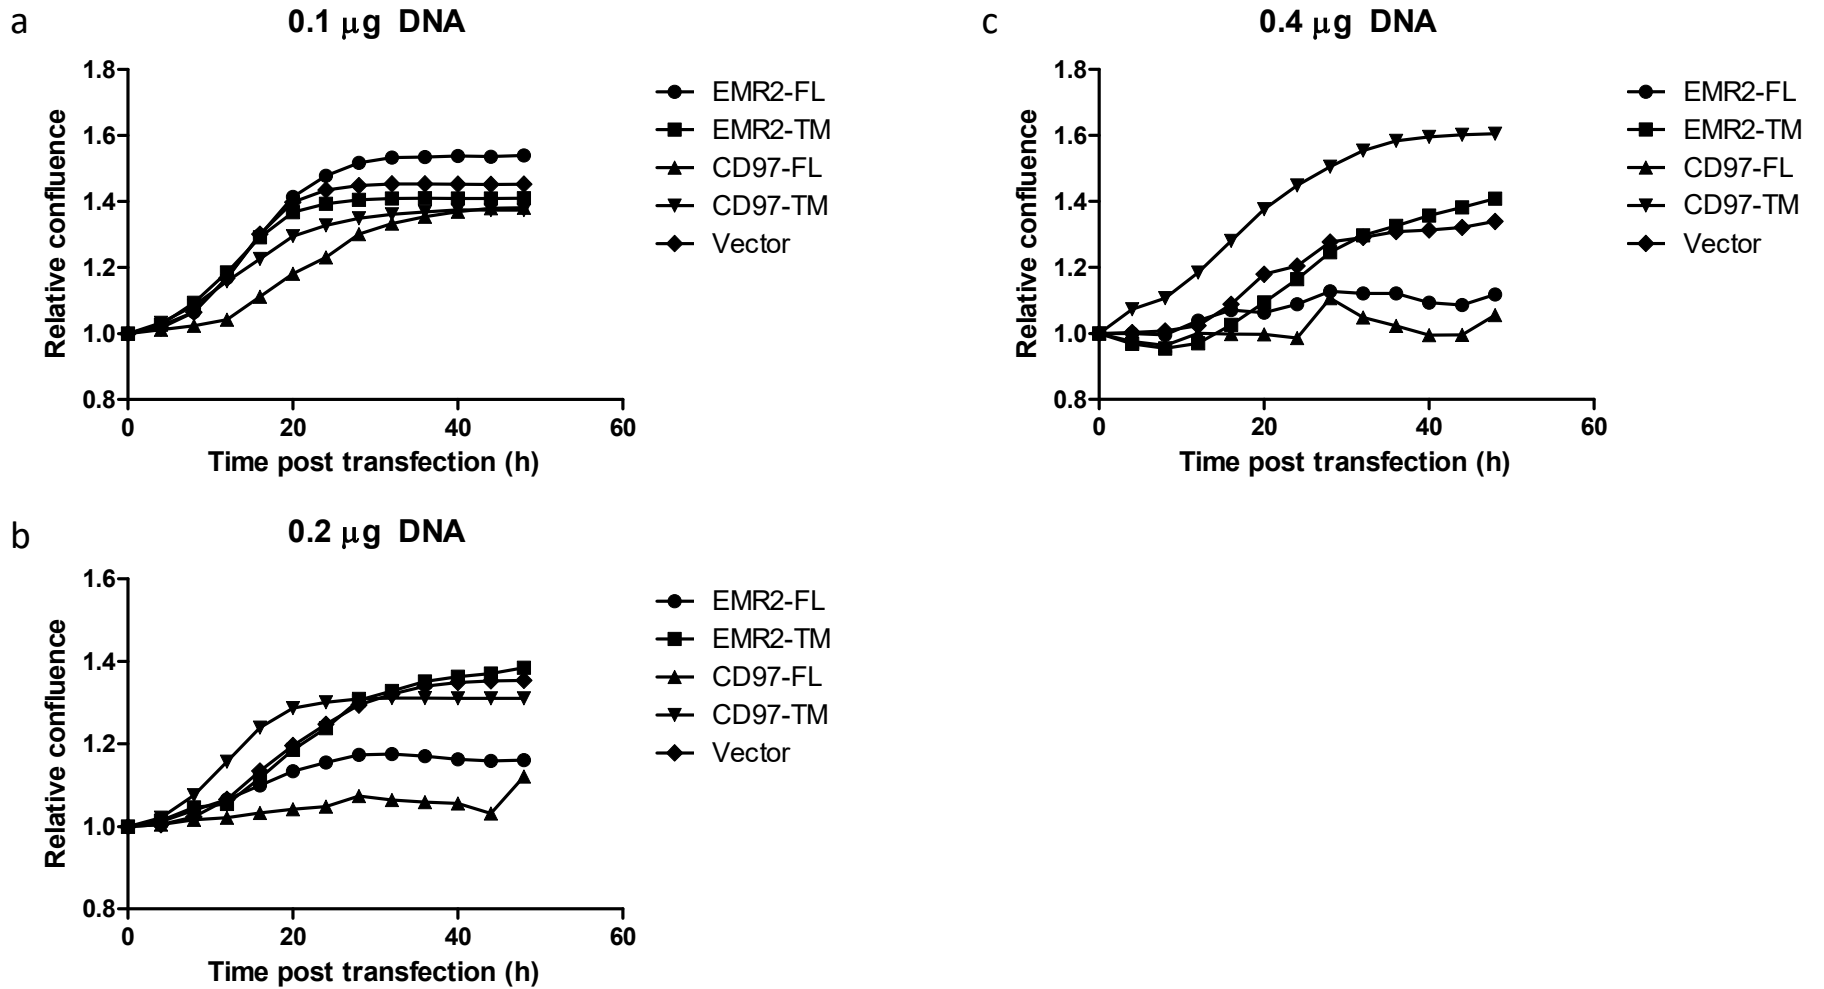 a
0.1 μg DNA
1.8
1.6
1.4
1.2
1.0
0.8
Relative confluence
0
20
40
60
Time post transfection (h)
EMR2-FL
EMR2-TM
CD97-FL
CD97-TM
Vector
c
0.4 μg DNA
1.8
1.6
1.4
1.2
1.0
0.8
Relative confluence
0
20
40
60
Time post transfection (h)
EMR2-FL
EMR2-TM
CD97-FL
CD97-TM
Vector
b
0.2 μg DNA
1.6
1.4
1.2
1.0
0.8
Relative confluence
0
20
40
60
Time post transfection (h)
EMR2-FL
EMR2-TM
CD97-FL
CD97-TM
Vector